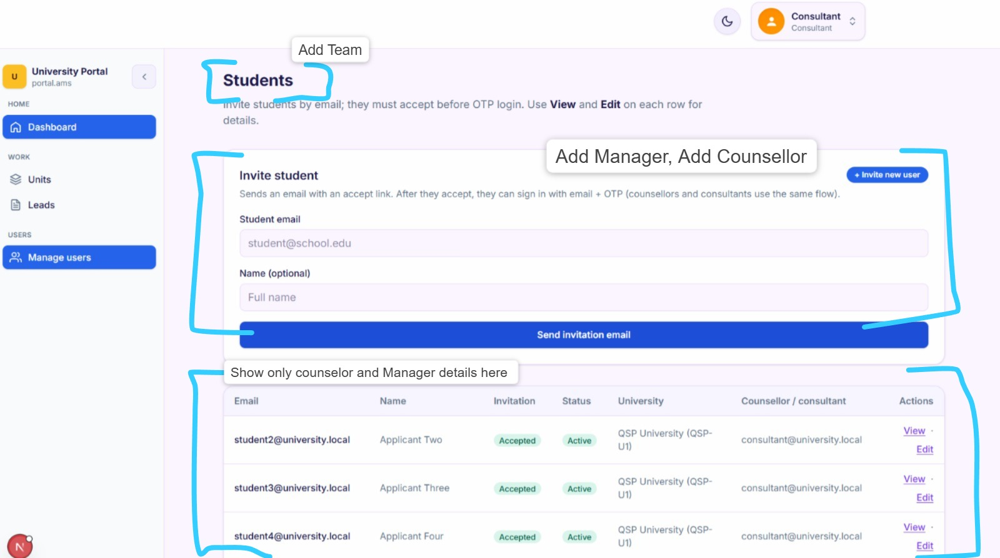 Consultant
Consultant
Add Team
U
University Portal
portal.ams
HOME
Dashboard
WORK
Units
Leads
USERS
Manage users
Students
Invite students by email; they must accept before OTP login. Use View and Edit on each row for
details.
Add Manager, Add Counsellor
Invite student
+ Invite new user
Sends an email with an accept link. After they accept, they can sign in with email + OTP (counsellors and consultants use the same flow).
Student email
student@school.edu
Name (optional)
Full name
Send invitation email
Show only counselor and Manager details here
Email Name Invitation Status University Counsellor / consultant Actions
student2@university.local Applicant Two Accepted Active QSP University (QSP-
U1) consultant@university.local View ·
Edit
student3@university.local Applicant Three Accepted Active QSP University (QSP-
U1) consultant@university.local View ·
Edit
student4@university.local Applicant Four Accepted Active QSP University (QSP-
U1) consultant@university.local View ·
Edit
N